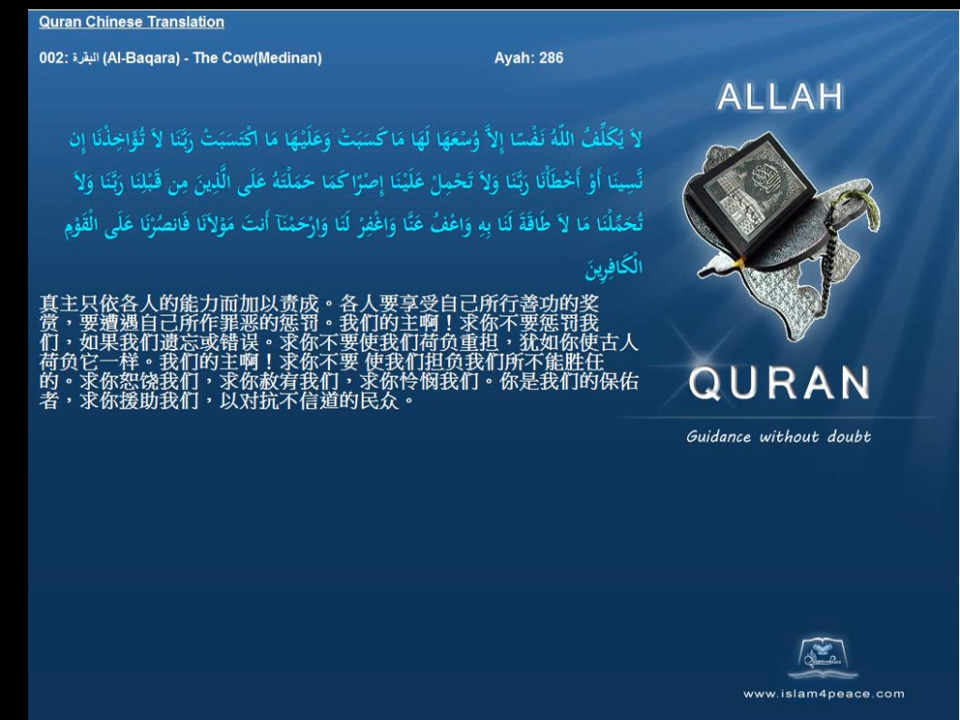 Quran Chinese Translation
002: البقرة (Al-Baqara) - The Cow(Medinan) Ayah: 286
ALLAH
لاَ يُكَلِّفُ اللّهُ نَفْسًا إِلاَّ وُسْعَهَا لَهَا مَا كَسَبَتْ وَعَلَيْهَا مَا اكْتَسَبَتْ رَبَّنَا لاَ تُؤَاخِذْنَا إِن
نَّسِينَا أَوْ أَخْطَأْنَا رَبَّنَا وَلاَ تَحْمِلْ عَلَيْنَا إِصْرًا كَمَا حَمَلْتَهُ عَلَى الَّذِينَ مِن قَبْلِنَا رَبَّنَا وَلاَ
تُحَمِّلْنَا مَا لاَ طَاقَةَ لَنَا بِهِ وَاعْفُ عَنَّا وَاغْفِرْ لَنَا وَارْحَمْنَآ أَنتَ مَوْلاَنَا فَانصُرْنَا عَلَى الْقَوْمِ
الْكَافِرِينَ
真主只依各人的能力而加以责成。各人要享受自己所行善功的奖
赏，要遭遇自己所作罪恶的惩罚。我们的主啊！求你不要惩罚我
们，如果我们遗忘或错误。求你不要使我们荷负重担，犹如你使古人
荷负它一样。我们的主啊！求你不要 使我们担负我们所不能胜任
的。求你恕饶我们，求你赦宥我们，求你怜悯我们。你是我们的保佑
者，求你援助我们，以对抗不信道的民众。
QURAN
Guidance without doubt
www.islam4peace.com